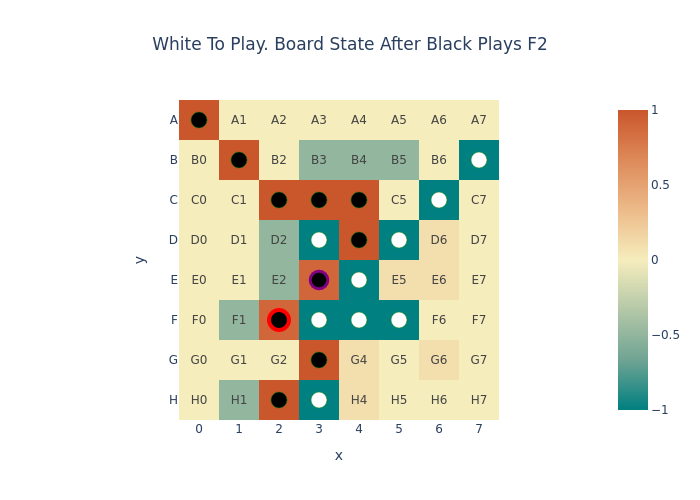 White To Play. Board State After Black Plays F2
A A1 A2 A3 A4 A5 A6 A7
B B0 B2 B3 B4 B5 B6
C C0 C1 C5 C7
D D0 D1 D2 D6 D7
E E0 E1 E2 E5 E6 E7
F F0 F1 F6 F7
G G0 G1 G2 G4 G5 G6 G7
H H0 H1 H4 H5 H6 H7
0 1 2 3 4 5 6 7
x
y
1
0.5
0
−0.5
−1